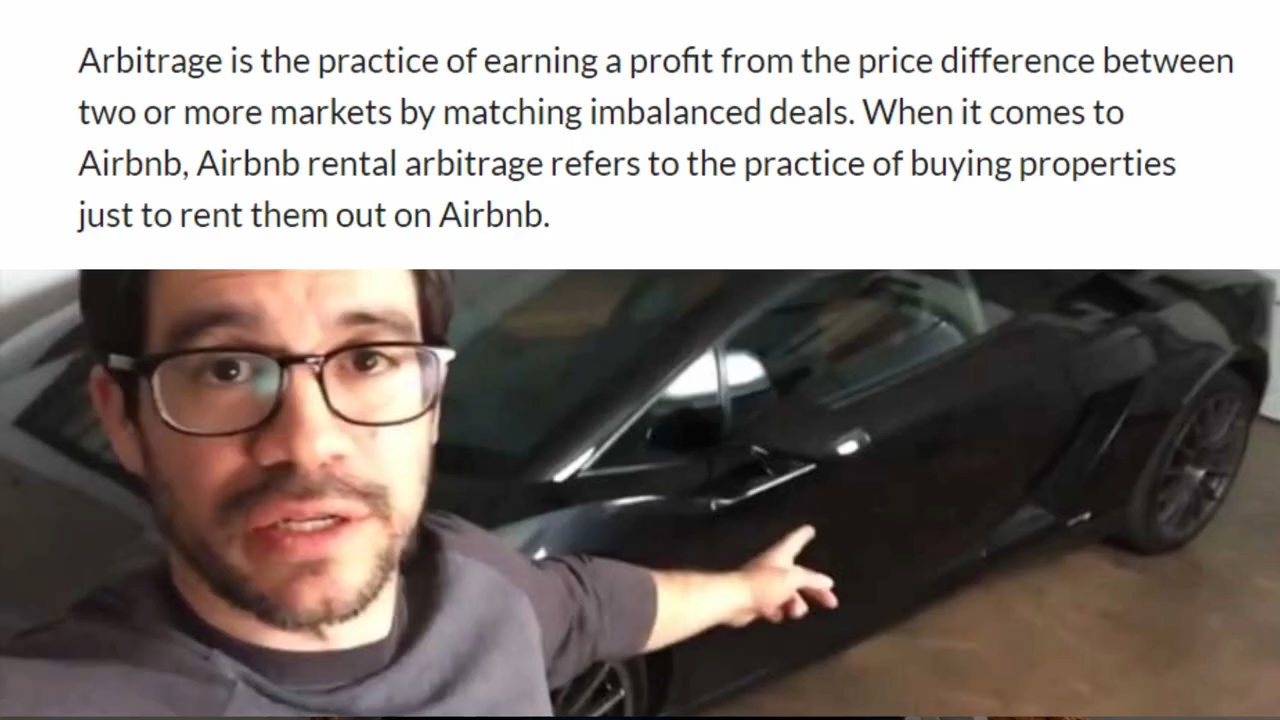 Arbitrage is the practice of earning a profit from the price difference between
two or more markets by matching imbalanced deals. When it comes to
Airbnb, Airbnb rental arbitrage refers to the practice of buying properties
just to rent them out on Airbnb.